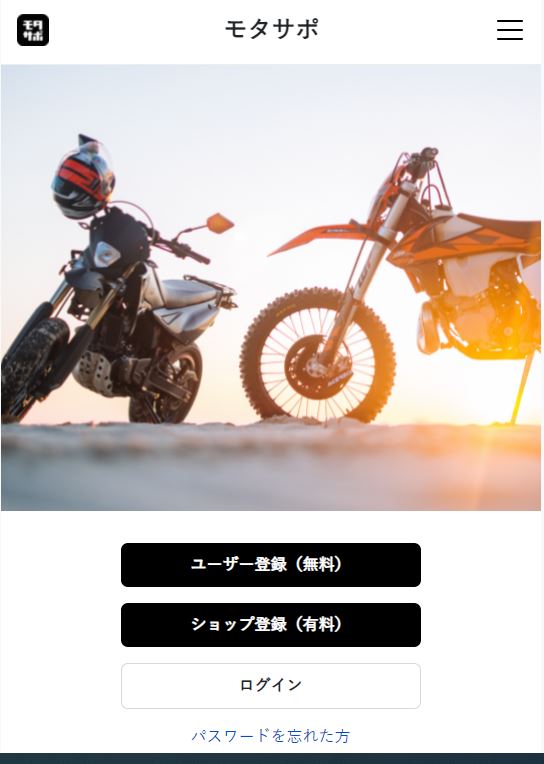 モタ
サポ
モタサポ
ユーザー登録（無料）
ショップ登録（有料）
ログイン
パスワードを忘れた方